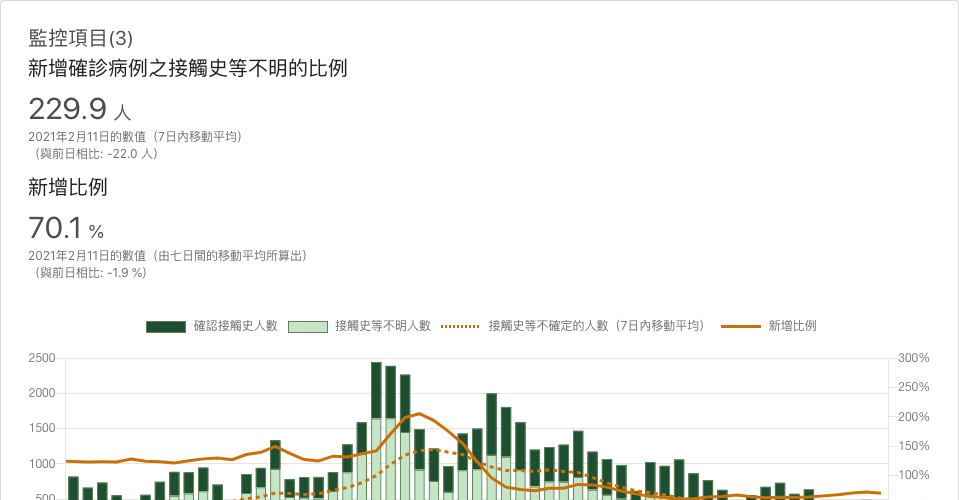 監控項目(3)
新增確診病例之接觸史等不明的比例
229.9 人
2021年2月11日的數值（7日內移動平均）
（與前日相比: -22.0 人）
新增比例
70.1 %
2021年2月11日的數值（由七日間的移動平均所算出）
（與前日相比: -1.9 %）
確認接觸史人數 接觸史等不明人數 接觸史等不確定的人數（7日內移動平均） 新增比例
2500 300%
250%
2000
200%
1500
150%
1000
100%
500